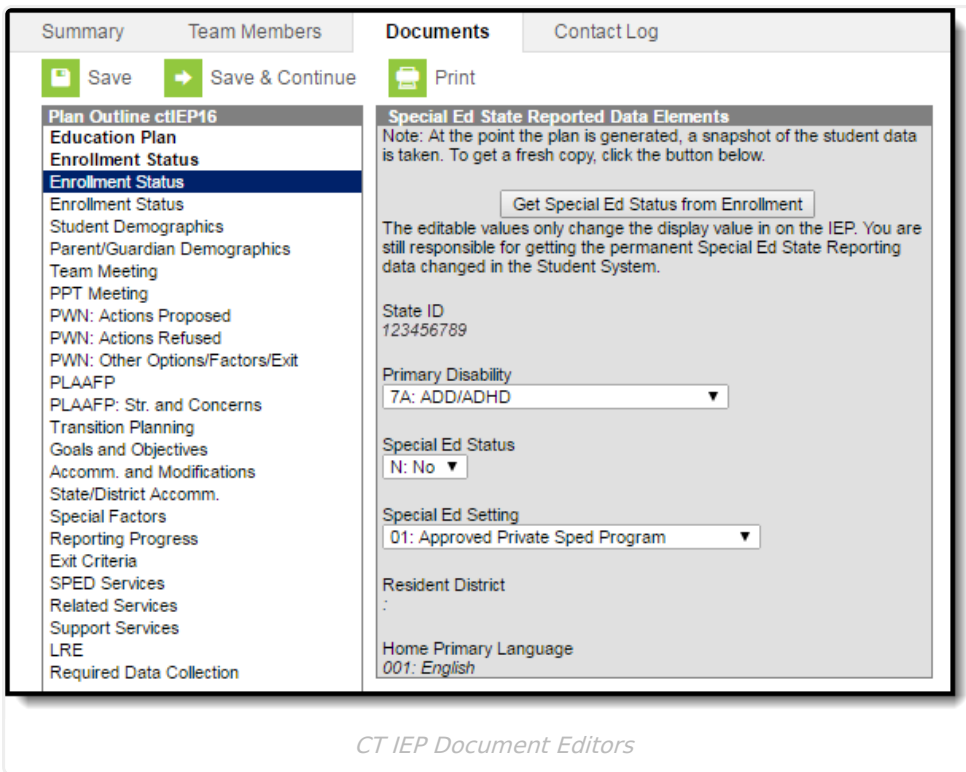 Summary Team Members Documents Contact Log
Save Save & Continue Print
Plan Outline ctIEP16
Education Plan
Enrollment Status
Enrollment Status
Enrollment Status
Student Demographics
Parent/Guardian Demographics
Team Meeting
PPT Meeting
PWN: Actions Proposed
PWN: Actions Refused
PWN: Other Options/Factors/Exit
PLAAFP
PLAAFP: Str. and Concerns
Transition Planning
Goals and Objectives
Accomm. and Modifications
State/District Accomm.
Special Factors
Reporting Progress
Exit Criteria
SPED Services
Related Services
Support Services
LRE
Required Data Collection
Special Ed State Reported Data Elements
Note: At the point the plan is generated, a snapshot of the student data
is taken. To get a fresh copy, click the button below.
Get Special Ed Status from Enrollment
The editable values only change the display value in on the IEP. You are
still responsible for getting the permanent Special Ed State Reporting
data changed in the Student System.
State ID
123456789
Primary Disability
7A: ADD/ADHD
Special Ed Status
N: No
Special Ed Setting
01: Approved Private Sped Program
Resident District
:
Home Primary Language
001: English
CT IEP Document Editors